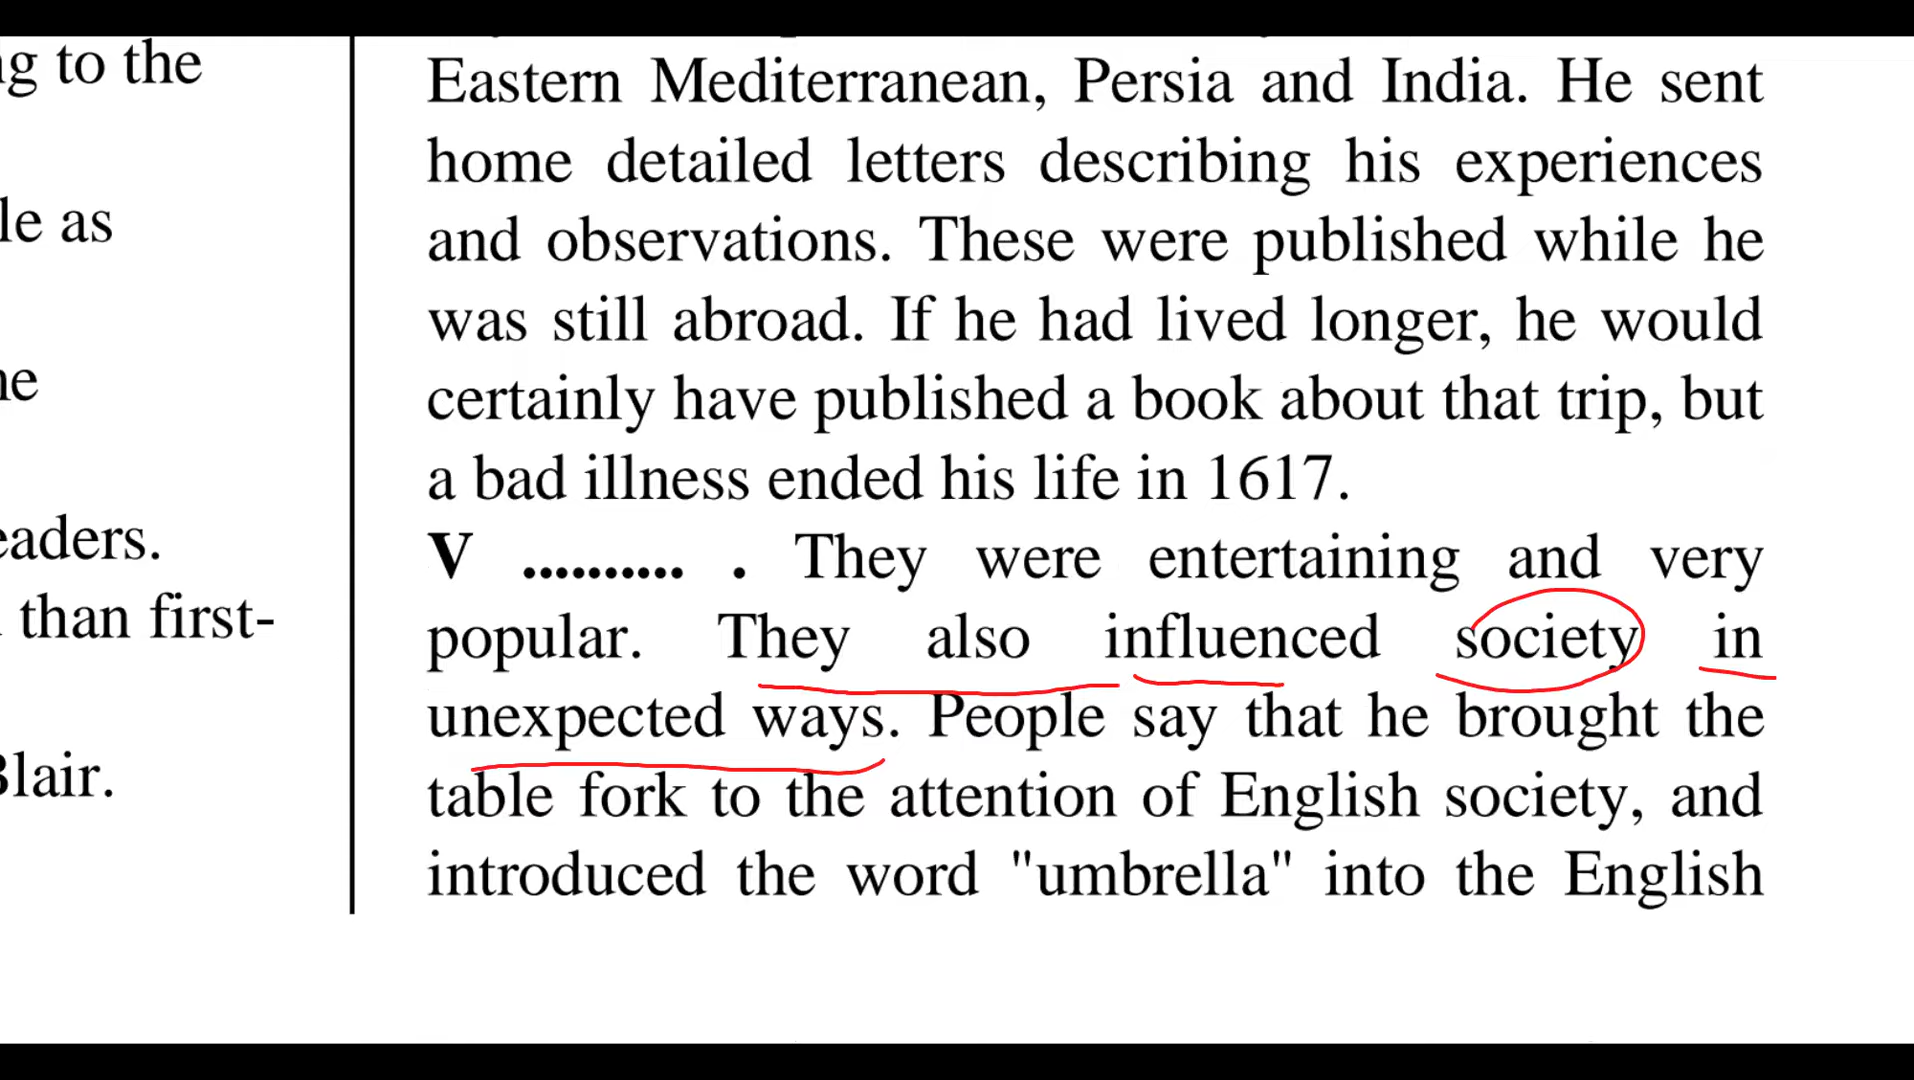 to the
as
than first-
Eastern Mediterranean, Persia and India. He sent
home detailed letters describing his experiences
and observations. These were published while he
was still abroad. If he had lived longer, he would
certainly have published a book about that trip, but
a bad illness ended his life in 1617.
V .......... . They were entertaining and very
popular. They also influenced society in
unexpected ways. People say that he brought the
table fork to the attention of English society, and
introduced the word "umbrella" into the English